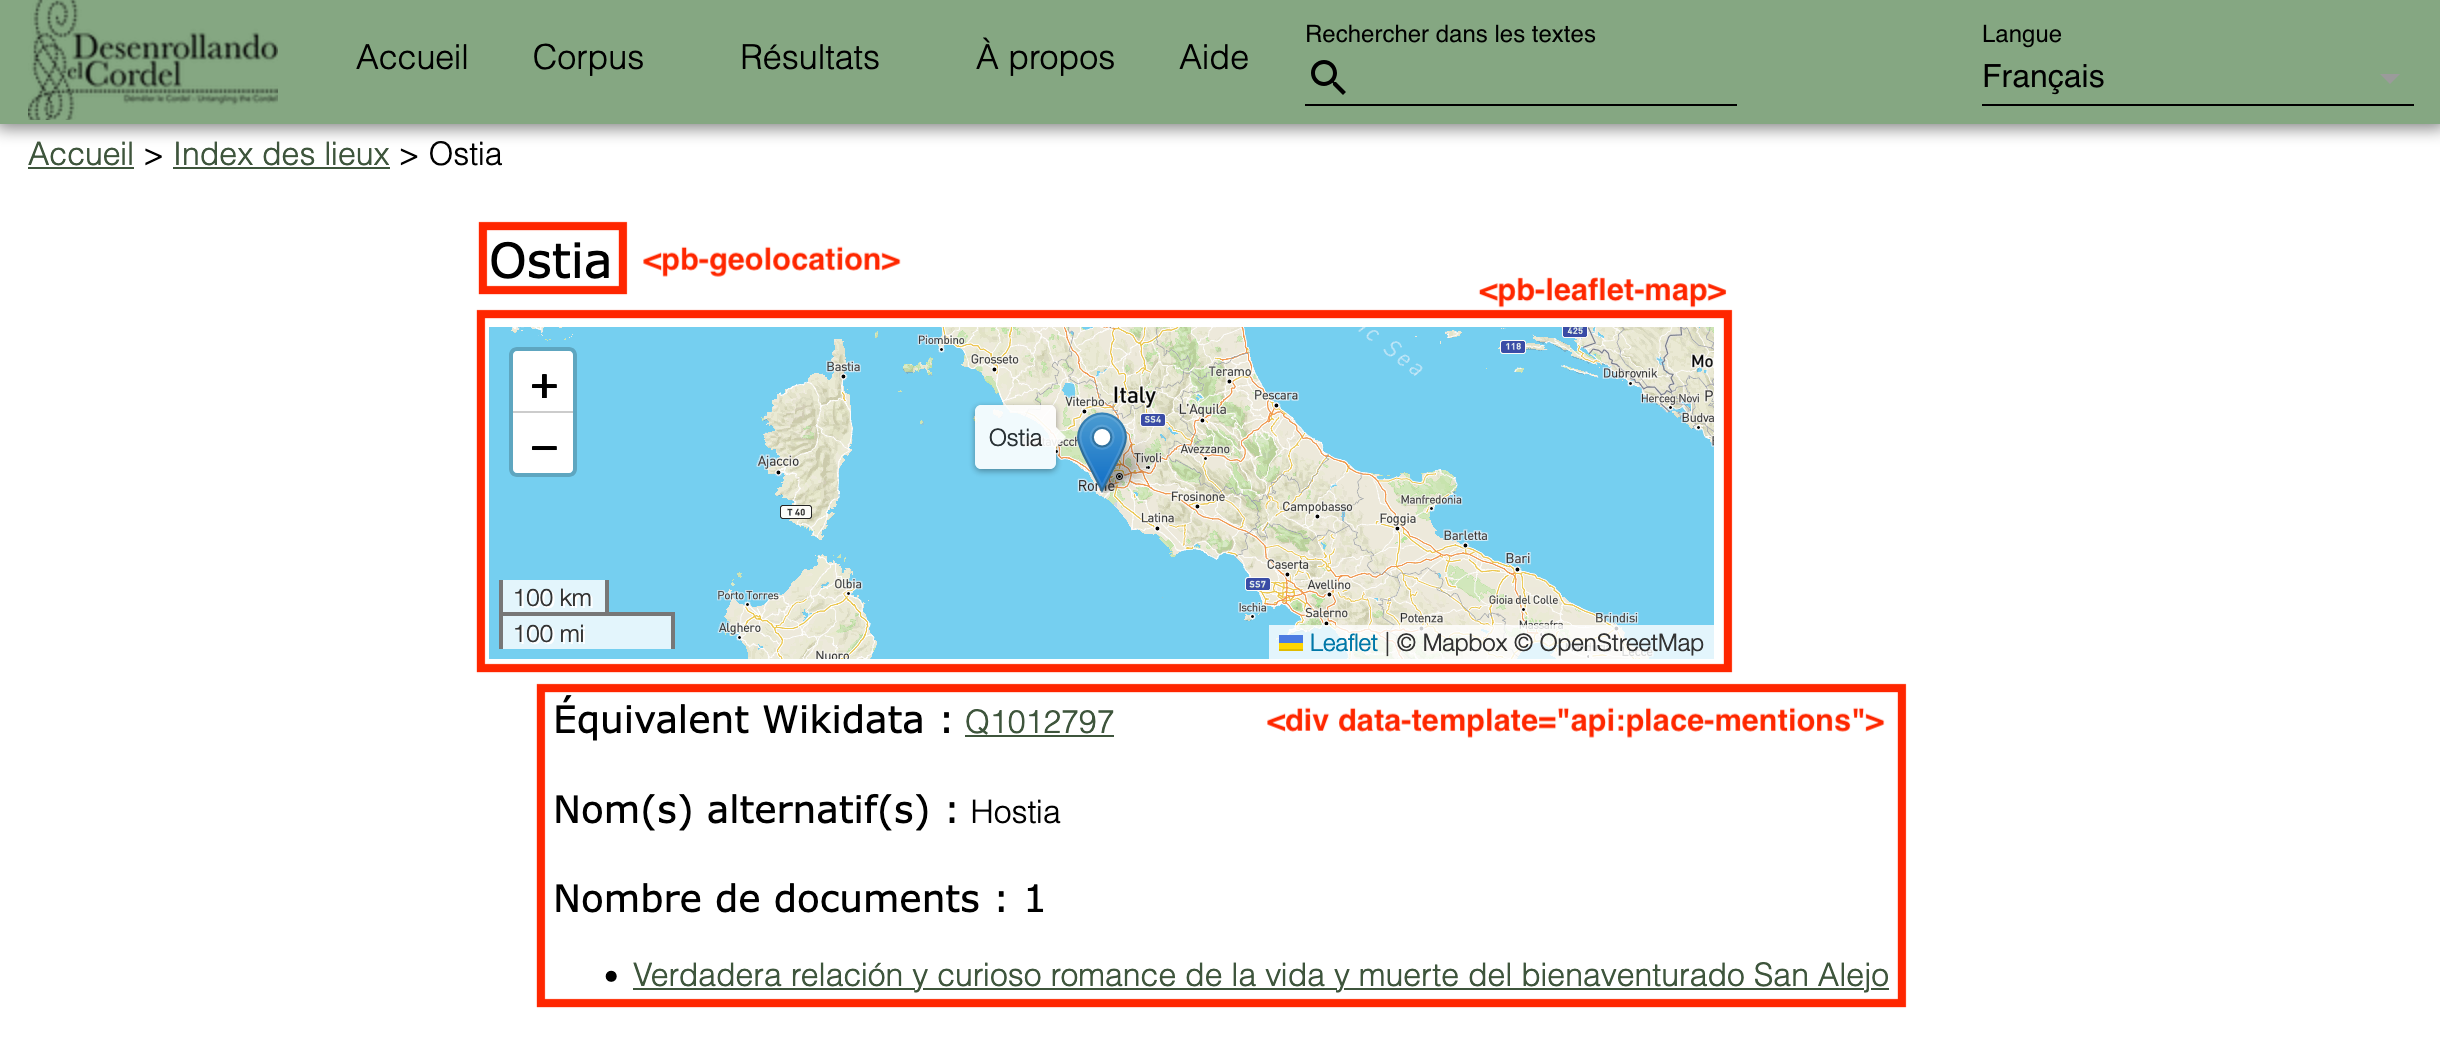 Desenrollando
el Cordel
Démêler le Cordel - Untangling the Cordel
Accueil
Corpus
Résultats
À propos
Aide
Rechercher dans les textes
Langue
Français
Accueil > Index des lieux > Ostia
Ostia
<pb-geolocation>
<pb-leaflet-map>
+
−
Piombino
Grosseto
Bastia
Viterbo
Italy
Teramo
L'Aquila
Pescara
SS4
425
118
Mo
Dubrovnik
Herceg Novi
P
Budva
Ostia
Ajaccio
Tivoli
Avezzano
Rome
T 40
Frosinone
Latina
Campobasso
Manfredonia
Foggia
Barletta
Bari
Caserta
SS7
Avellino
Olbia
Porto Torres
Ischia
Salerno
Potenza
Gioia del Colle
Massafra
Brindisi
Alghero
Nuoro
100 km
100 mi
Leaflet | © Mapbox © OpenStreetMap
Équivalent Wikidata : Q1012797
<div data-template="api:place-mentions">
Nom(s) alternatif(s) : Hostia
Nombre de documents : 1
• Verdadera relación y curioso romance de la vida y muerte del bienaventurado San Alejo